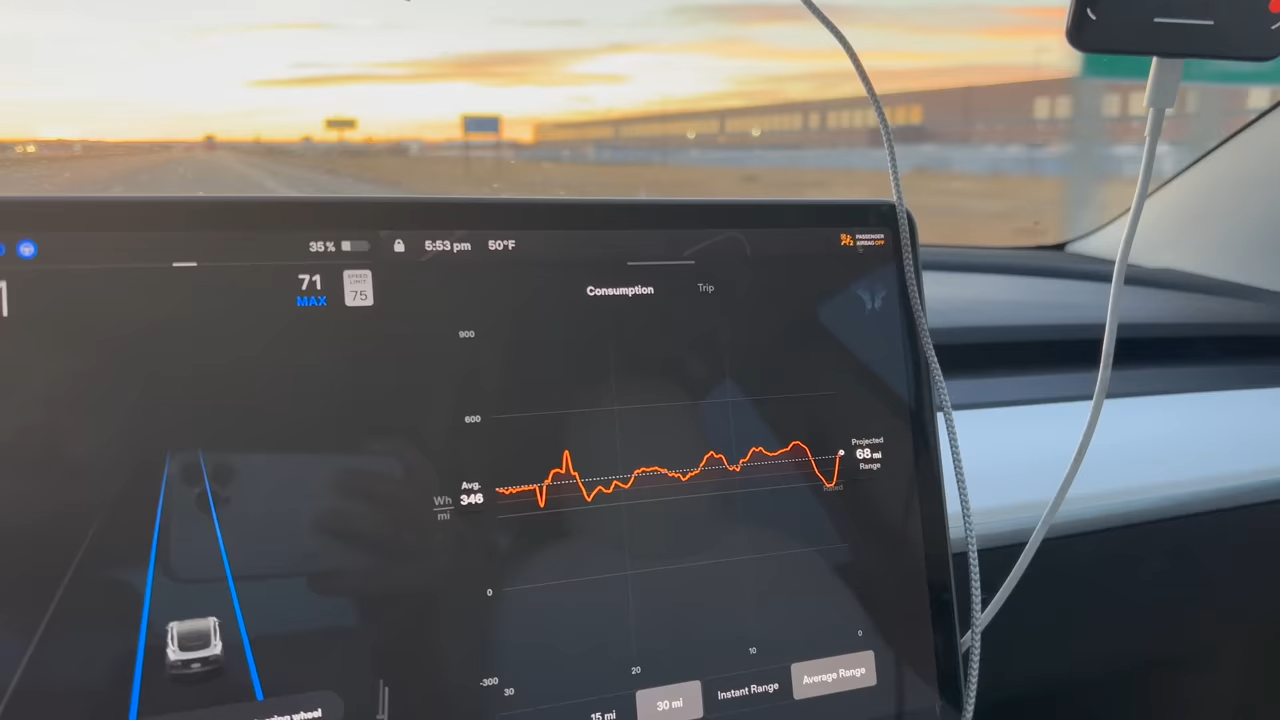 35%
5:53 pm
50°F
PASSENGER
AIRBAG OFF
71
MAX
SPEED
LIMIT
75
Consumption
Trip
900
600
Projected
68 mi
Range
Avg.
346
Wh
mi
Rated
0
-300
30
20
10
0
15 mi
30 mi
Instant Range
Average Range
wheel